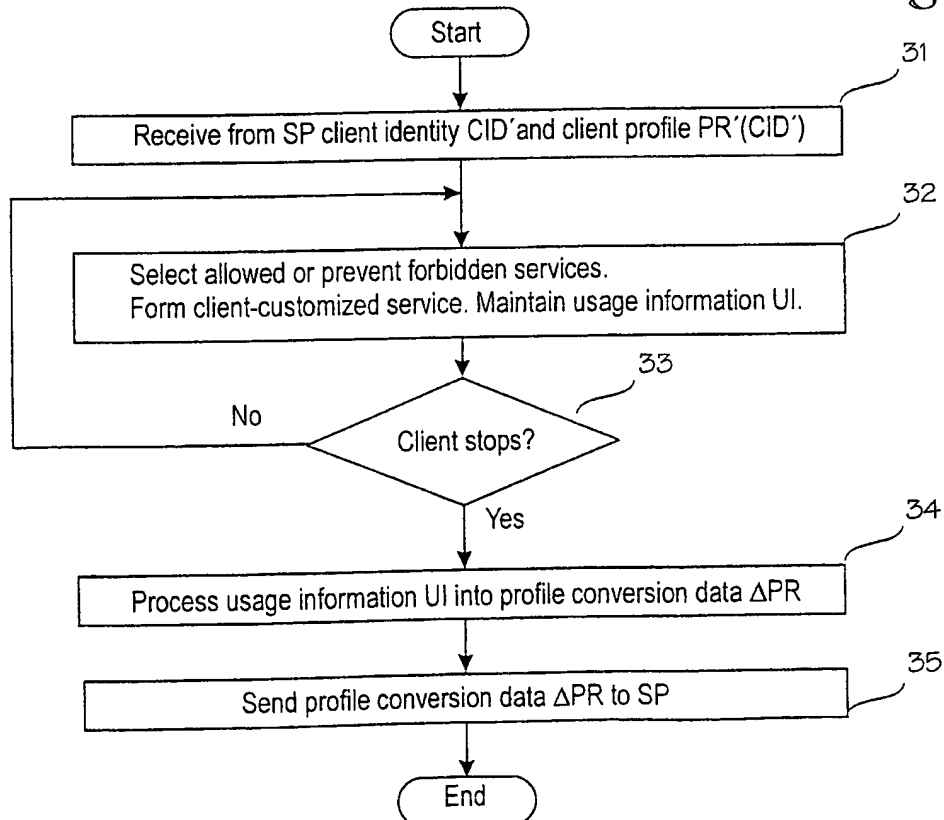 Start
31
Receive from SP client identity CID´and client profile PR´(CID´)
32
Select allowed or prevent forbidden services.
Form client-customized service. Maintain usage information UI.
33
No
Client stops?
Yes
34
Process usage information UI into profile conversion data ΔPR
35
Send profile conversion data ΔPR to SP
End